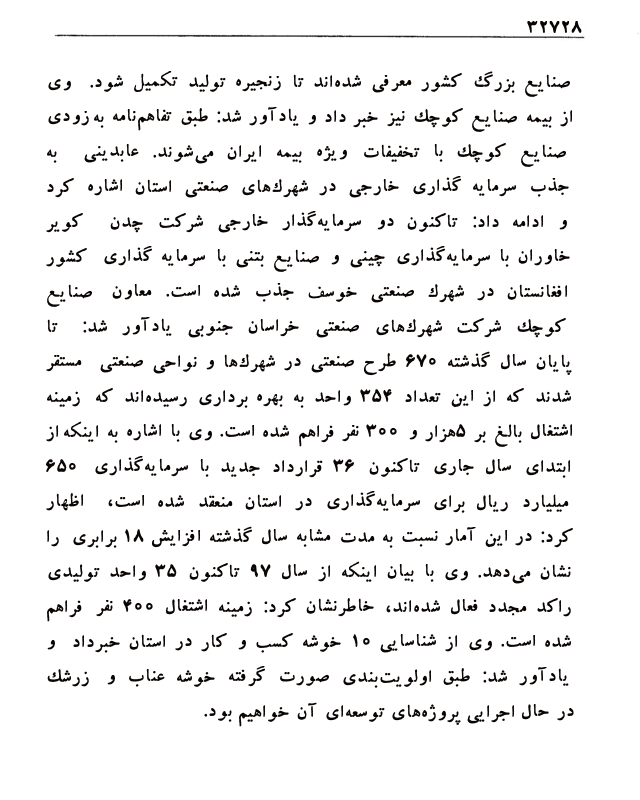 ۳۲۷۲۸
صنایع بزرگ کشور معرفی شده‌اند تا زنجیره تولید تکمیل شود. وی
از بیمه صنایع کوچك نیز خبر داد و یادآور شد: طبق تفاهم‌نامه به‌زودی
صنایع کوچك با تخفیفات ویژه بیمه ایران می‌شوند. عابدینی به
جذب سرمایه گذاری خارجی در شهرك‌های صنعتی استان اشاره کرد
و ادامه داد: تاکنون دو سرمایه‌گذار خارجی شرکت چدن کویر
خاوران با سرمایه‌گذاری چینی و صنایع بتنی با سرمایه گذاری کشور
افغانستان در شهرك صنعتی خوسف جذب شده است. معاون صنایع
کوچك شرکت شهرك‌های صنعتی خراسان جنوبی یادآور شد: تا
پایان سال گذشته ۶۷۰ طرح صنعتی در شهرك‌ها و نواحی صنعتی مستقر
شدند که از این تعداد ۳۵۴ واحد به بهره برداری رسیده‌اند که زمینه
اشتغال بالغ بر ۵هزار و ۳۰۰ نفر فراهم شده است. وی با اشاره به اینکه از
ابتدای سال جاری تاکنون ۳۶ قرارداد جدید با سرمایه‌گذاری ۶۵۰
میلیارد ریال برای سرمایه‌گذاری در استان منعقد شده است، اظهار
کرد: در این آمار نسبت به مدت مشابه سال گذشته افزایش ۱۸ برابری را
نشان می‌دهد. وی با بیان اینکه از سال ۹۷ تاکنون ۳۵ واحد تولیدی
راکد مجدد فعال شده‌اند، خاطرنشان کرد: زمینه اشتغال ۴۰۰ نفر فراهم
شده است. وی از شناسایی ۱۰ خوشه کسب و کار در استان خبرداد و
یادآور شد: طبق اولویت‌بندی صورت گرفته خوشه عناب و زرشك
در حال اجرایی پروژه‌های توسعه‌ای آن خواهیم بود.